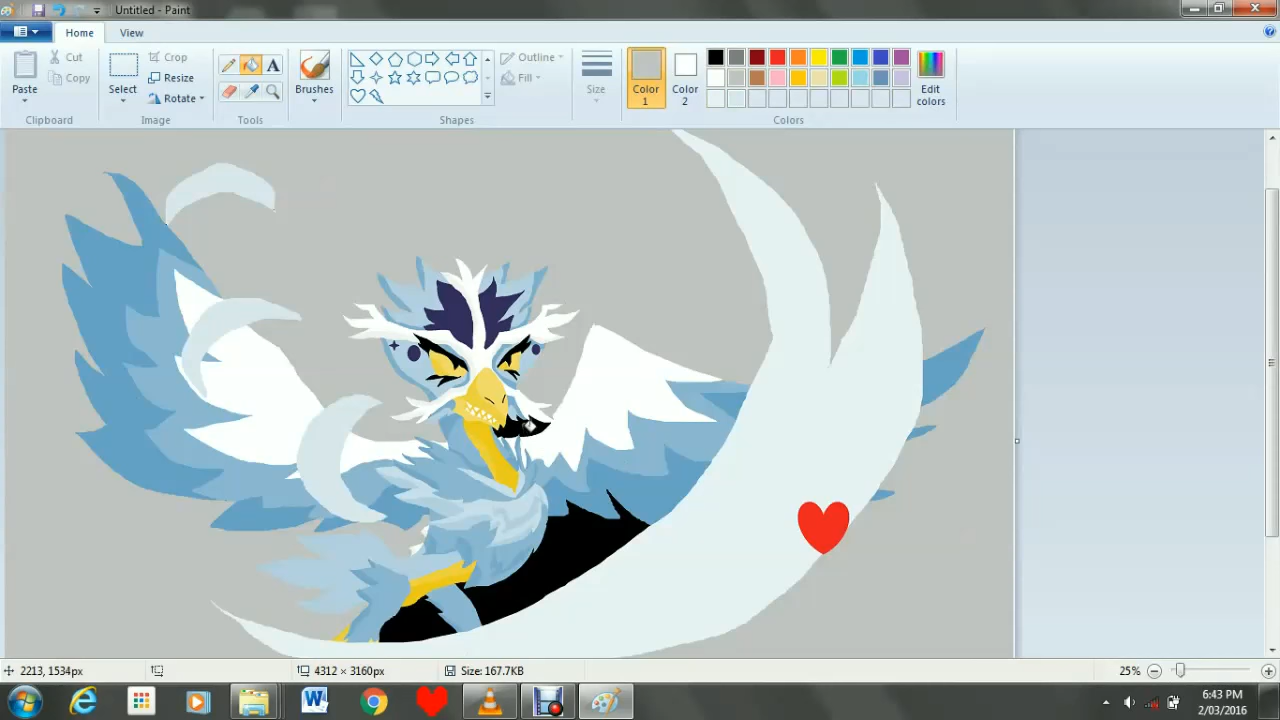 Untitled - Paint
Home View
Paste
Cut
Copy
Clipboard
Select
Crop
Resize
Rotate
Image
A
Tools
Brushes
Outline
Fill
Shapes
Size
Color 1
Color 2
Edit colors
Colors
2213, 1534px
4312 × 3160px
Size: 167.7KB
25%
6:43 PM
2/03/2016